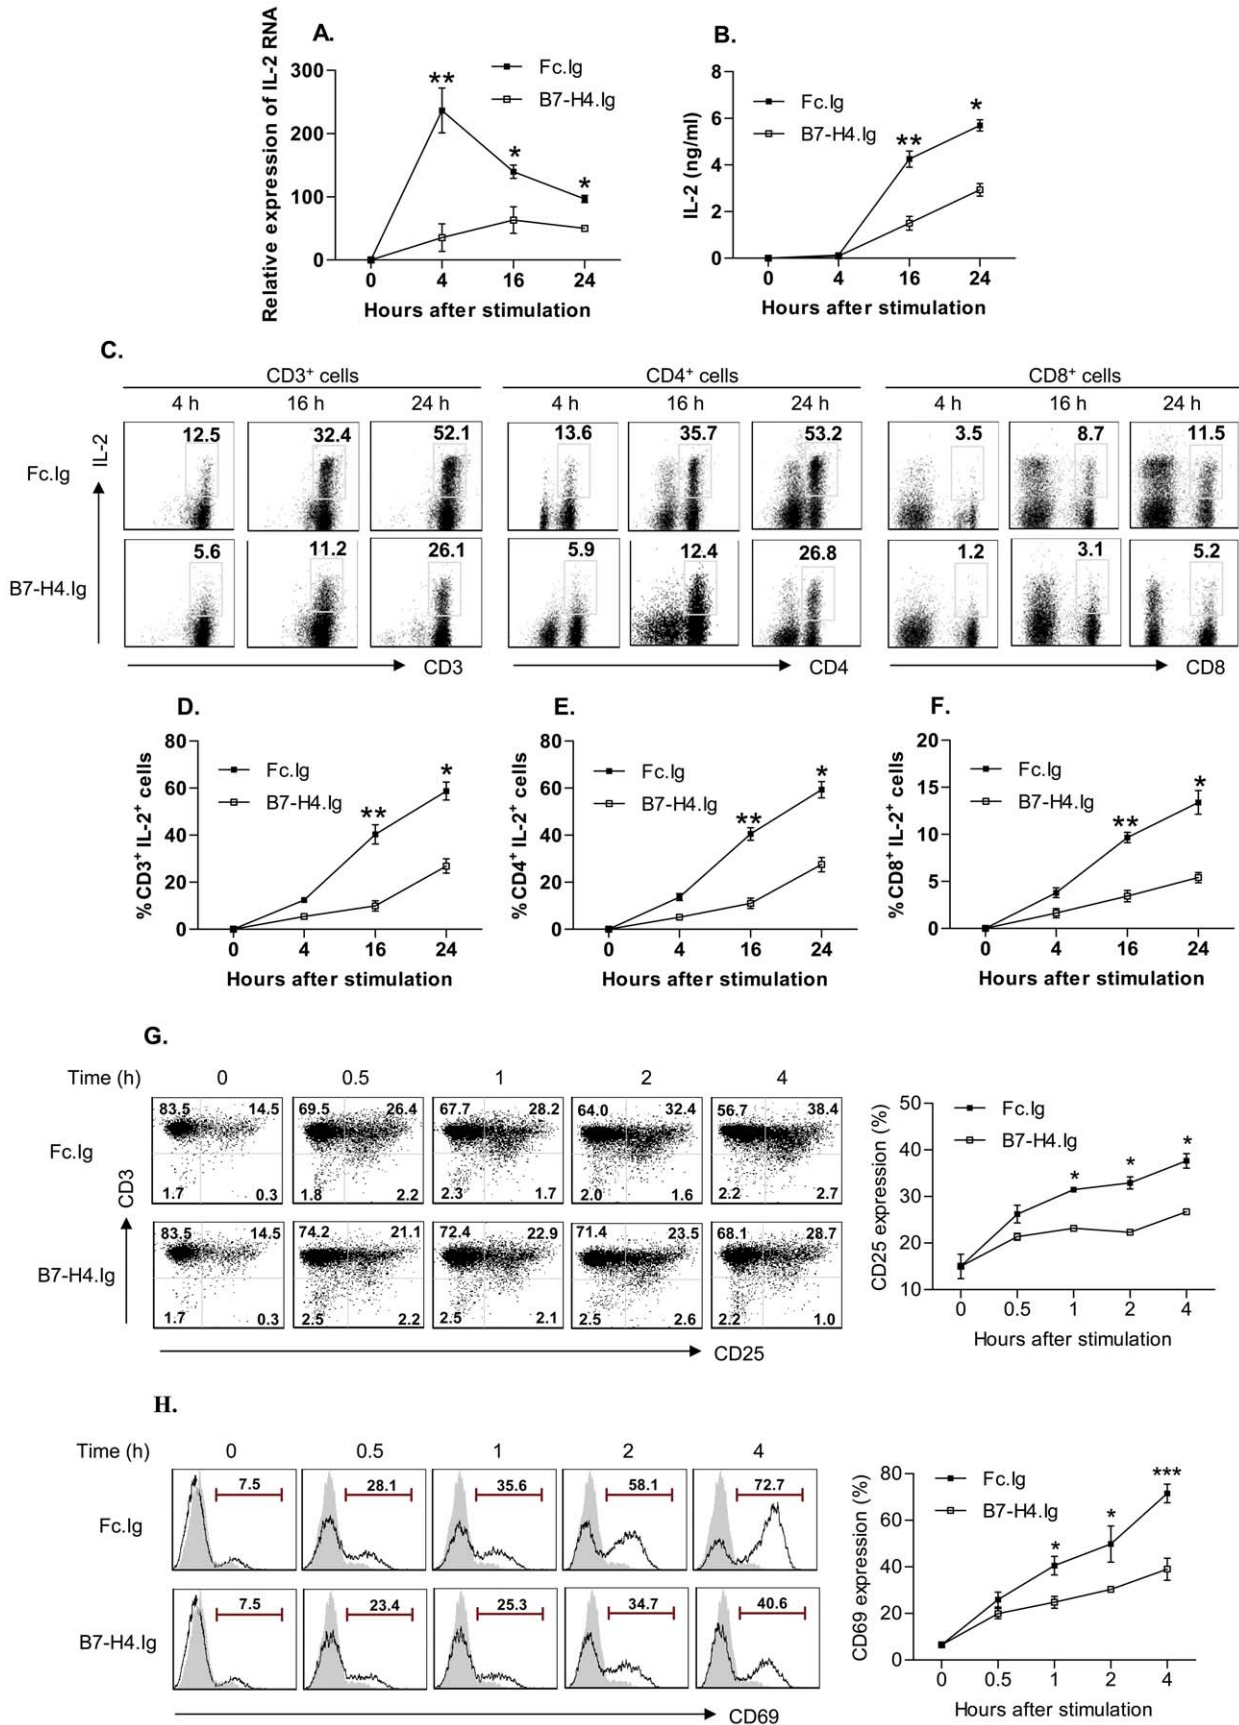 A.
Relative expression of IL-2 RNA
300
200
100
0
**
*
*
Fc.Ig
B7-H4.Ig
0 4 16 24
Hours after stimulation
B.
IL-2 (ng/ml)
8
6
4
2
0
Fc.Ig
B7-H4.Ig
**
*
0 4 16 24
Hours after stimulation
C.
CD3+ cells CD4+ cells CD8+ cells
4 h 16 h 24 h 4 h 16 h 24 h 4 h 16 h 24 h
IL-2
Fc.Ig
12.5 32.4 52.1 13.6 35.7 53.2 3.5 8.7 11.5
B7-H4.Ig
5.6 11.2 26.1 5.9 12.4 26.8 1.2 3.1 5.2
CD3 CD4 CD8
D.
%CD3+ IL-2+ cells
80
60
40
20
0
Fc.Ig
B7-H4.Ig
**
*
0 4 16 24
Hours after stimulation
E.
%CD4+ IL-2+ cells
80
60
40
20
0
Fc.Ig
B7-H4.Ig
**
*
0 4 16 24
Hours after stimulation
F.
%CD8+ IL-2+ cells
20
15
10
5
0
Fc.Ig
B7-H4.Ig
**
*
0 4 16 24
Hours after stimulation
G.
Time (h) 0 0.5 1 2 4
Fc.Ig
83.5 14.5 69.5 26.4 67.7 28.2 64.0 32.4 56.7 38.4
1.7 0.3 1.8 2.2 2.3 1.7 2.0 1.6 2.2 2.7
CD3
B7-H4.Ig
83.5 14.5 74.2 21.1 72.4 22.9 71.4 23.5 68.1 28.7
1.7 0.3 2.5 2.2 2.5 2.1 2.5 2.6 2.2 1.0
CD25
CD25 expression (%)
50
40
30
20
10
Fc.Ig
B7-H4.Ig
*
*
*
0 0.5 1 2 4
Hours after stimulation
H.
Time (h) 0 0.5 1 2 4
Fc.Ig
7.5 28.1 35.6 58.1 72.7
B7-H4.Ig
7.5 23.4 25.3 34.7 40.6
CD69
CD69 expression (%)
80
60
40
20
0
Fc.Ig
B7-H4.Ig
*
*
***
0 0.5 1 2 4
Hours after stimulation